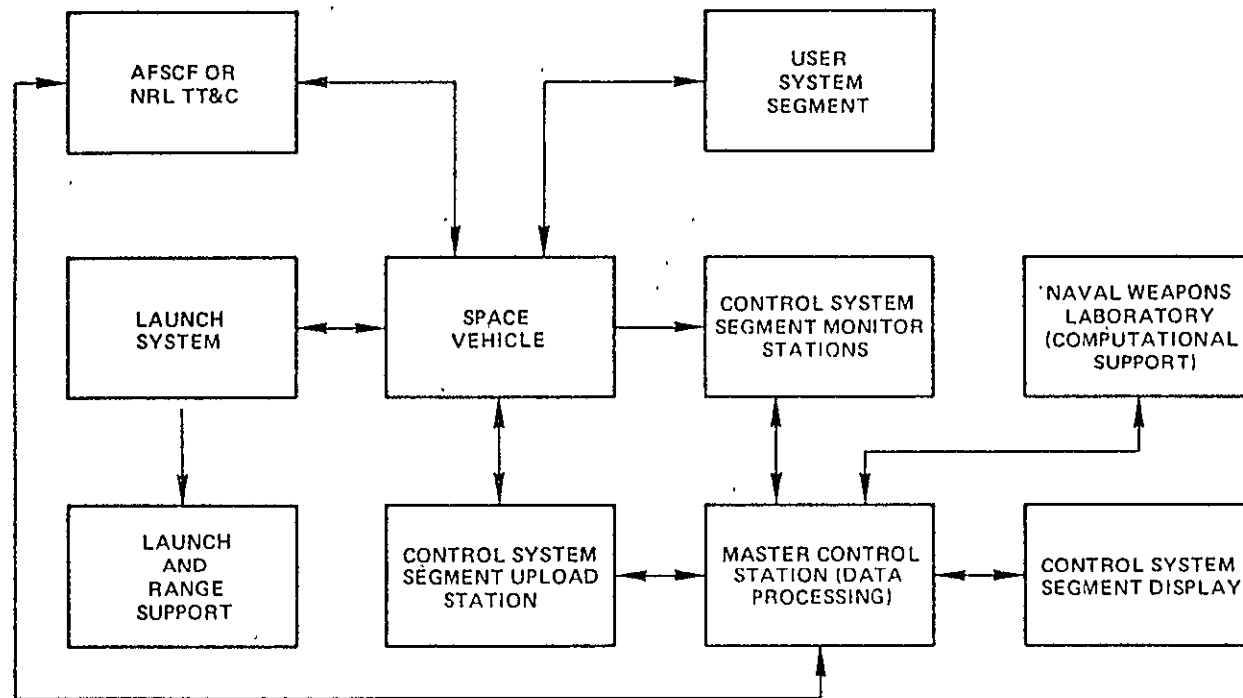 AFSCF OR
NRL TT&C
USER
SYSTEM
SEGMENT
LAUNCH
SYSTEM
SPACE
VEHICLE
CONTROL SYSTEM
SEGMENT MONITOR
STATIONS
NAVAL WEAPONS
LABORATORY
(COMPUTATIONAL
SUPPORT)
LAUNCH
AND
RANGE
SUPPORT
CONTROL SYSTEM
SEGMENT UPLOAD
STATION
MASTER CONTROL
STATION (DATA
PROCESSING)
CONTROL SYSTEM
SEGMENT DISPLAY